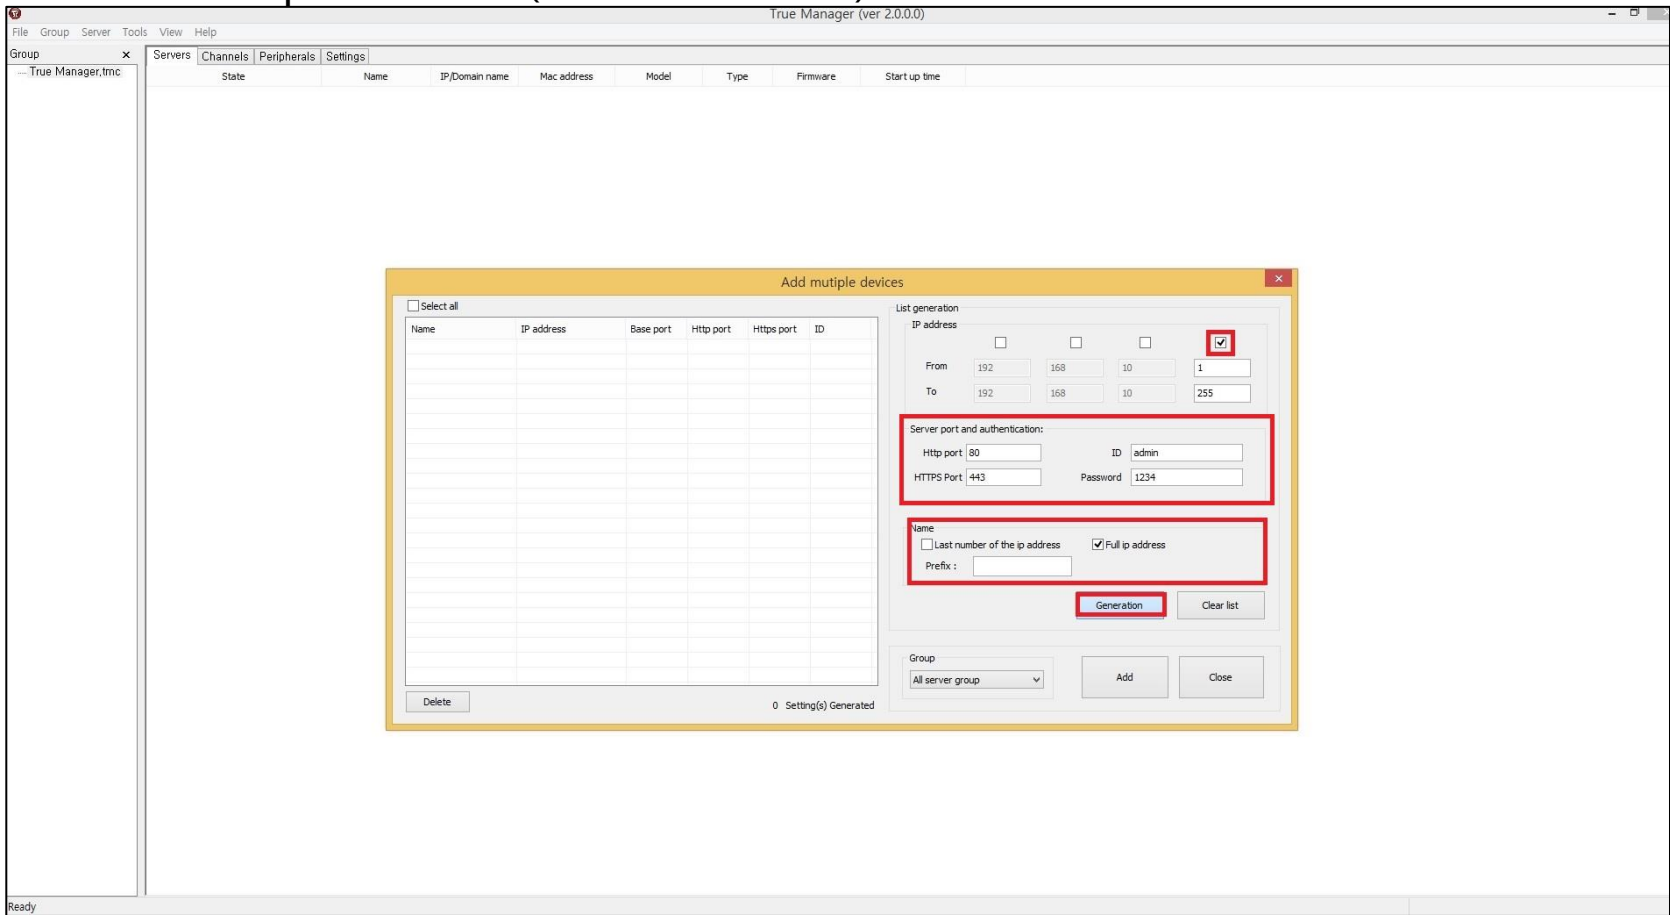 True Manager (ver 2.0.0.0)
File Group Server Tools View Help
Group x
Servers Channels Peripherals Settings
True Manager,tmc
State Name IP/Domain name Mac address Model Type Firmware Start up time
Add mutiple devices
Select all
Name IP address Base port Http port Https port ID
List generation
IP address
From 192 168 10 1
To 192 168 10 255
Server port and authentication:
Http port 80 ID admin
HTTPS Port 443 Password 1234
Name
Last number of the ip address Full ip address
Prefix :
Generation Clear list
Group
All server group
Add Close
Delete
0 Setting(s) Generated
Ready